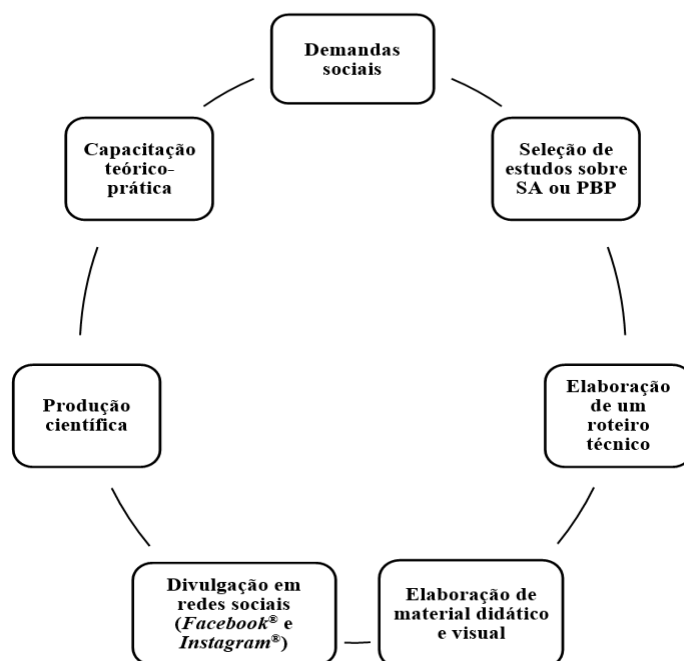 Demandas
sociais
Seleção de
estudos sobre
SA ou PBP
Elaboração
de um
roteiro
técnico
Elaboração de
material didático
e visual
Divulgação em
redes sociais
(Facebook® e
Instagram®)
Produção
científica
Capacitação
teórico-
prática